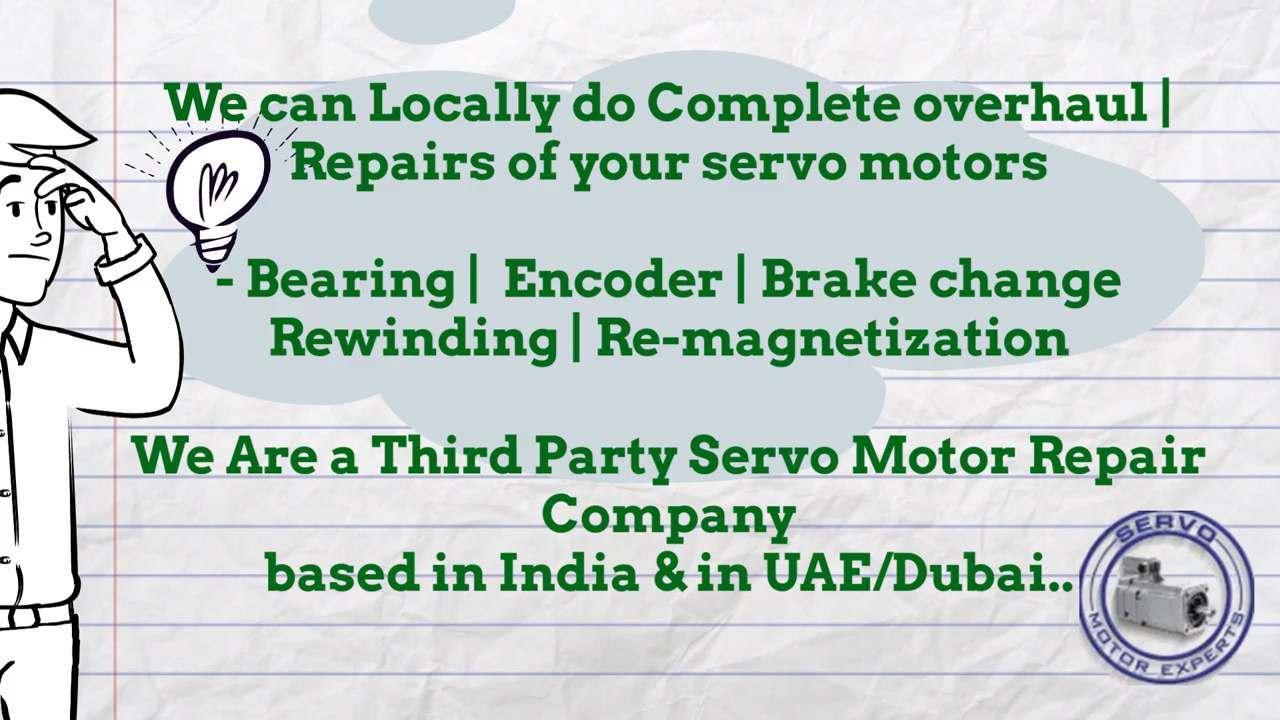 We can Locally do Complete overhaul |
Repairs of your servo motors
- Bearing |  Encoder | Brake change
Rewinding | Re-magnetization
We Are a Third Party Servo Motor Repair
Company
based in India & in UAE/Dubai..
SERVO
MOTOR EXPERTS